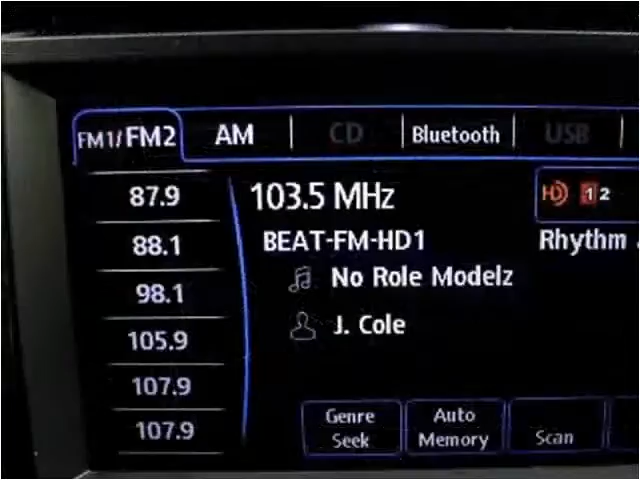 FM1/FM2 AM CD Bluetooth USB
87.9
88.1
98.1
105.9
107.9
107.9
103.5 MHz
HD 1 2
BEAT-FM-HD1
Rhythm
No Role Modelz
J. Cole
Genre Seek
Auto Memory
Scan